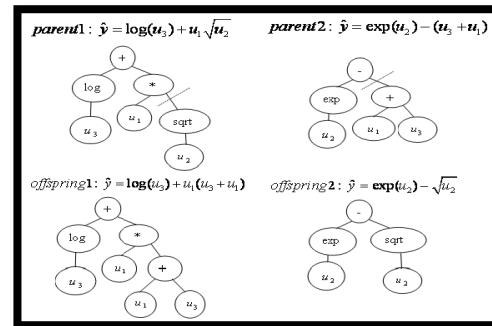 parent1: ŷ = log(u₃) + u₁√u₂
parent2: ŷ = exp(u₂) − (u₃ + u₁)
+
-
log
*
exp
+
u₃
u₁
sqrt
u₂
u₁
u₃
u₂
offspring1: ŷ = log(u₃) + u₁(u₃ + u₁)
offspring2: ŷ = exp(u₂) − √u₂
+
-
log
*
exp
sqrt
u₃
u₁
+
u₂
u₂
u₁
u₃